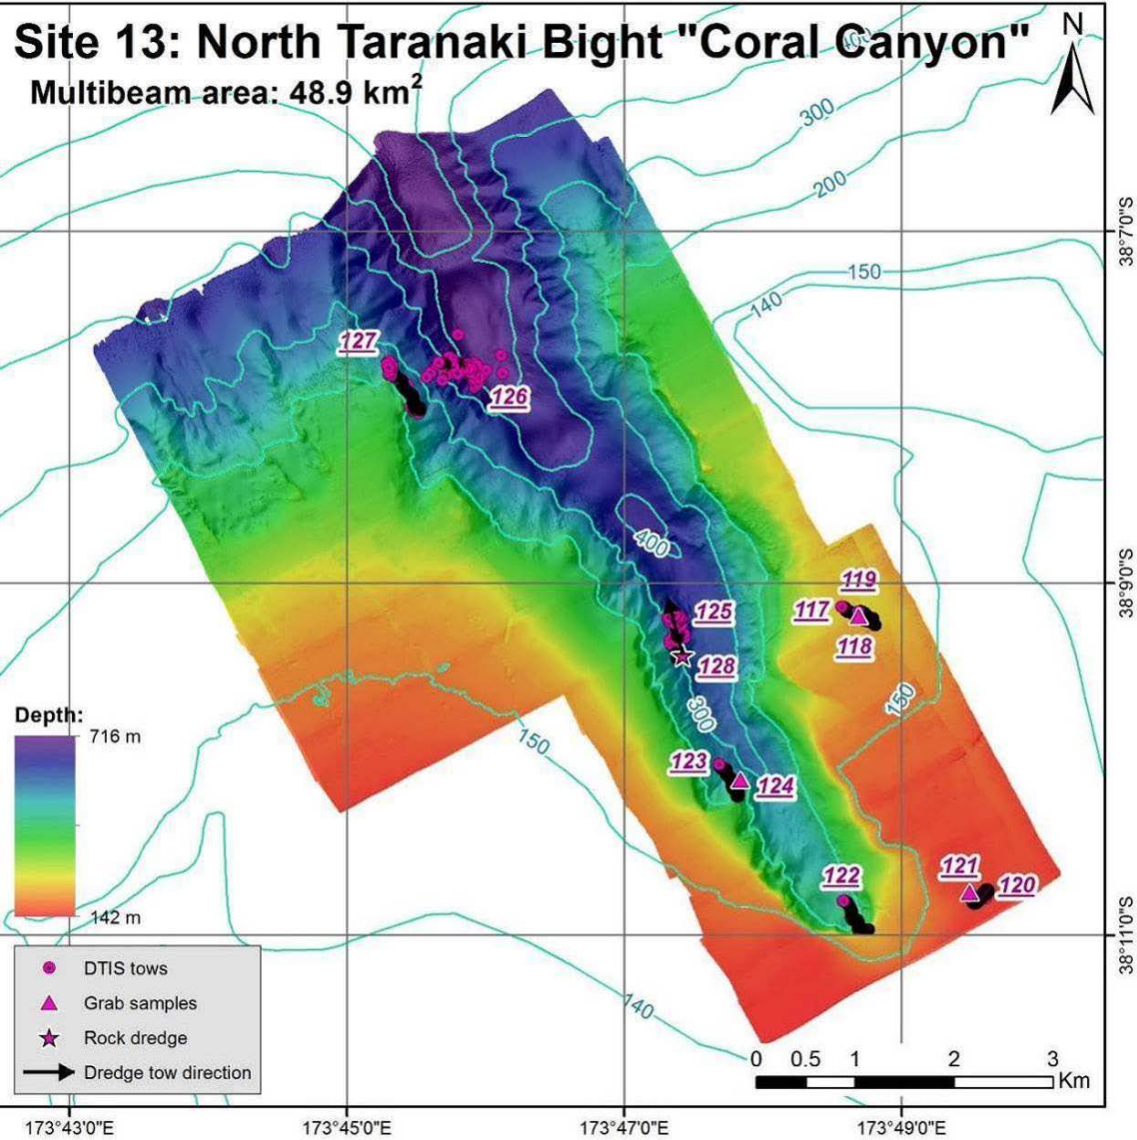 Site 13: North Taranaki Bight "Coral Canyon"
Multibeam area: 48.9 km²
N
400
300
200
150
140
38°7'0"S
127
126
400
38°9'0"S
119
117
118
125
128
300
150
150
123
124
122
121
120
38°11'0"S
140
Depth:
716 m
142 m
DTIS tows
Grab samples
Rock dredge
Dredge tow direction
0 0.5 1 2 3
Km
173°43'0"E 173°45'0"E 173°47'0"E 173°49'0"E